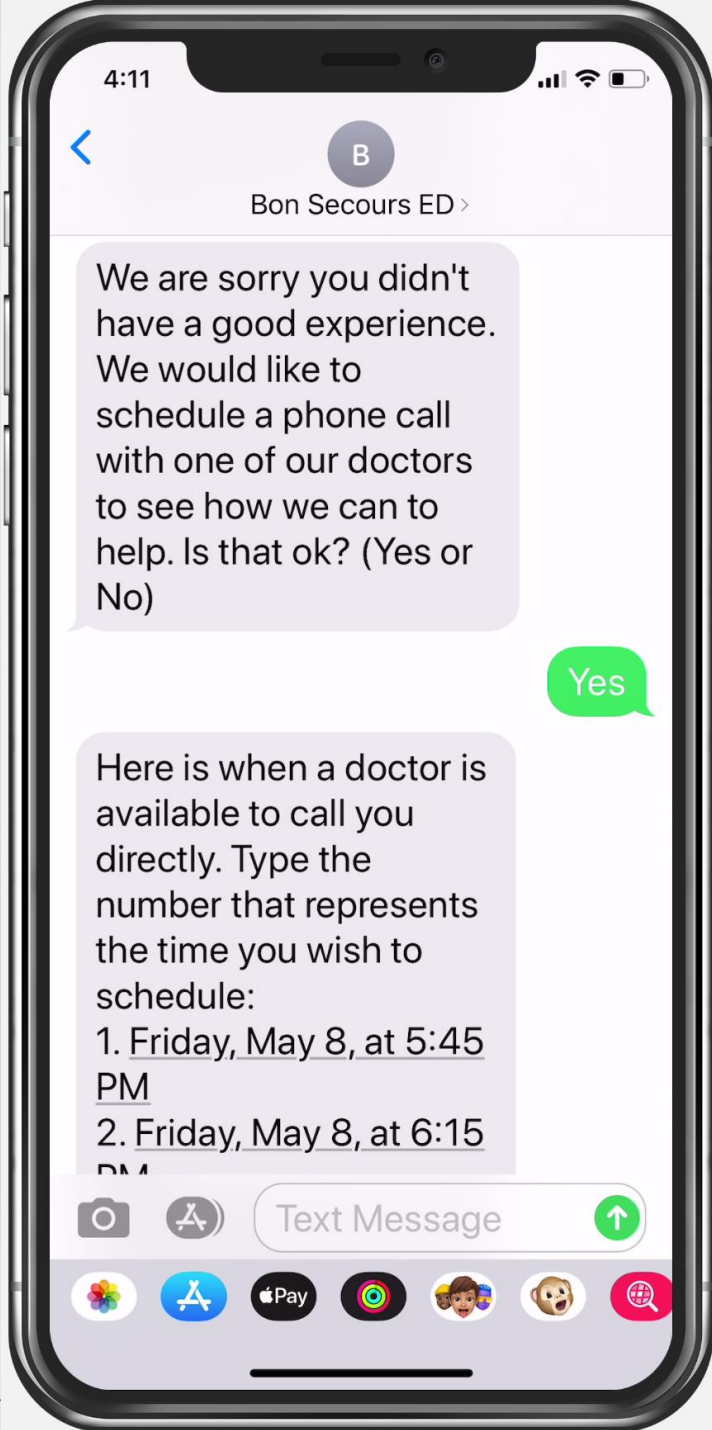 4:11
B
Bon Secours ED
We are sorry you didn't
have a good experience.
We would like to
schedule a phone call
with one of our doctors
to see how we can to
help. Is that ok? (Yes or
No)
Yes
Here is when a doctor is
available to call you
directly. Type the
number that represents
the time you wish to
schedule:
1. Friday, May 8, at 5:45
PM
2. Friday, May 8, at 6:15
PM
Text Message
Pay